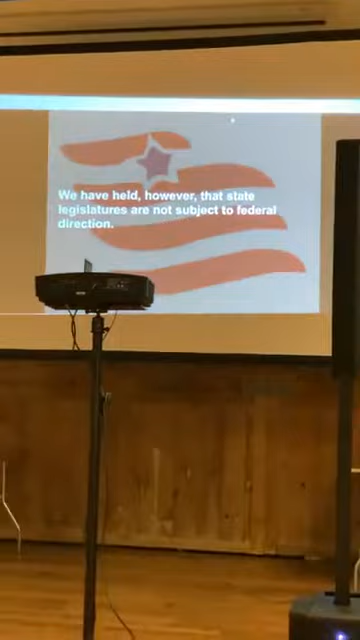 We have held, however, that state
legislatures are not subject to federal
direction.